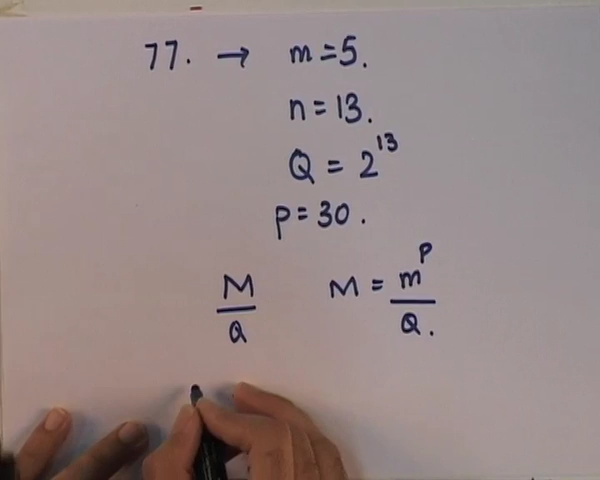 77. → m = 5.
n = 13.
Q = 2^13
p = 30.
M/Q M = m^p/Q.